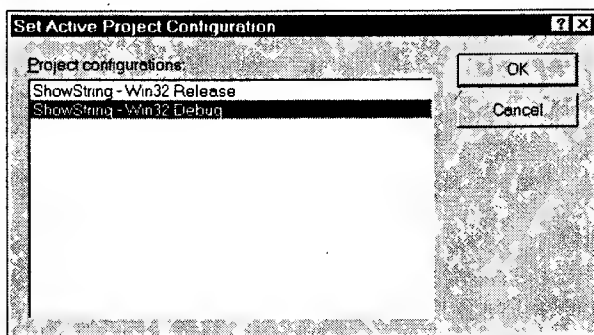 Set Active Project Configuration
Project configurations:
ShowString - Win32 Release
ShowString - Win32 Debug
OK
Cancel